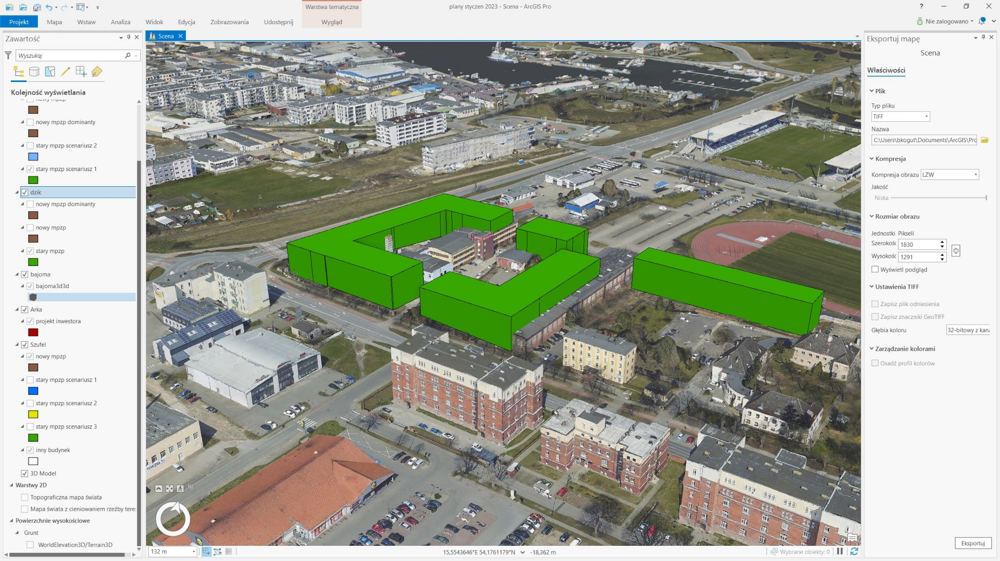 Warstwa tematyczna
plany styczen 2023 - Scena - ArcGIS Pro
?
Projekt
Mapa
Wstaw
Analiza
Widok
Edycja
Zobrazowania
Udostępnij
Wygląd
Nie zalogowano
Zawartość
Wyszukaj
Kolejność wyświetlania
nowy mpzp
nowy mpzp dominanty
stary mpzp scenariusz 2
stary mpzp scenariusz 1
dzik
nowy mpzp dominanty
nowy mpzp
stary mpzp
bajoma
bajoma3d3d
Arka
projekt inwestora
Szufel
nowy mpzp
stary mpzp scenariusz 1
stary mpzp scenariusz 2
stary mpzp scenariusz 3
inny budynek
3D Model
Warstwy 2D
Topograficzna mapa świata
Mapa świata z cieniowaniem rzeźby tere
Powierzchnie wysokościowe
Grunt
WorldElevation3D/Terrain3D
Scena
132 m
15,5543646°E 54,1761179°N
-18,362 m
Wybrane obiekty: 0
Eksportuj mapę
Scena
Właściwości
Plik
Typ pliku
TIFF
Nazwa
C:\Users\bkogut\Documents\ArcGIS\Pro
Kompresja
Kompresja obrazu LZW
Jakość
Niska
Rozmiar obrazu
Jednostki Pikseli
Szerokość 1830
Wysokość 1291
Wyświetl podgląd
Ustawienia TIFF
Zapisz plik odniesienia
Zapisz znaczniki GeoTIFF
Głębia koloru 32-bitowy z kana
Zarządzanie kolorami
Osadź profil kolorów
Eksportuj